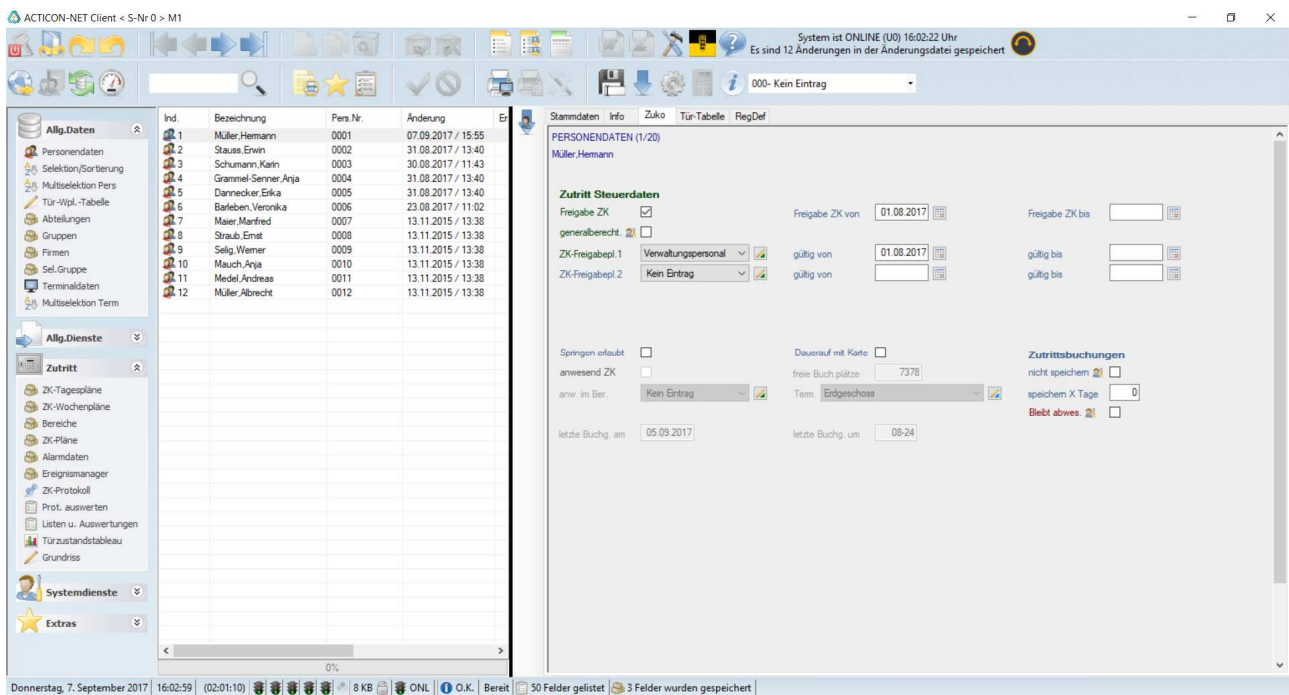 ACTICON-NET Client < S-Nr 0 > M1
System ist ONLINE (U0) 16:02:22 Uhr
Es sind 12 Änderungen in der Änderungsdatei gespeichert
000- Kein Eintrag
Allg.Daten
Personendaten
Selektion/Sortierung
Multiselektion Pers
Tür-Wpl.-Tabelle
Abteilungen
Gruppen
Firmen
Sel.Gruppe
Terminaldaten
Multiselektion Term
Allg.Dienste
Zutritt
ZK-Tagespläne
ZK-Wochenpläne
Bereiche
ZK-Pläne
Alarmdaten
Ereignismanager
ZK-Protokoll
Prot. auswerten
Listen u. Auswertungen
Türzustandstableau
Grundriss
Systemdienste
Extras
Ind. Bezeichnung Pers.Nr. Änderung Er
1 Müller,Hermann 0001 07.09.2017 / 15:55
2 Stauss,Erwin 0002 31.08.2017 / 13:40
3 Schumann,Karin 0003 30.08.2017 / 11:43
4 Grammel-Senner,Anja 0004 31.08.2017 / 13:40
5 Dannecker,Erika 0005 31.08.2017 / 13:40
6 Barleben,Veronika 0006 23.08.2017 / 11:02
7 Maier,Manfred 0007 13.11.2015 / 13:38
8 Straub,Ernst 0008 13.11.2015 / 13:38
9 Selig,Werner 0009 13.11.2015 / 13:38
10 Mauch,Anja 0010 13.11.2015 / 13:38
11 Medel,Andreas 0011 13.11.2015 / 13:38
12 Müller,Albrecht 0012 13.11.2015 / 13:38
0%
Stammdaten Info Zuko Tür-Tabelle RegDef
PERSONENDATEN (1/20)
Müller,Hermann
Zutritt Steuerdaten
Freigabe ZK Freigabe ZK von 01.08.2017 Freigabe ZK bis
generalberecht.
ZK-Freigabepl.1 Verwaltungspersonal gültig von 01.08.2017 gültig bis
ZK-Freigabepl.2 Kein Eintrag gültig von gültig bis
Springen erlaubt Dauerauf mit Karte Zutrittsbuchungen
anwesend ZK freie Buch.plätze 7378 nicht speichern
anw. im Ber. Kein Eintrag Term. Erdgeschoss speichern X Tage 0
Bleibt abwes.
letzte Buchg. am 05.09.2017 letzte Buchg. um 08-24
Donnerstag, 7. September 2017 16:02:59 (02:01:10) 8 KB ONL O.K. Bereit 50 Felder gelistet 3 Felder wurden gespeichert